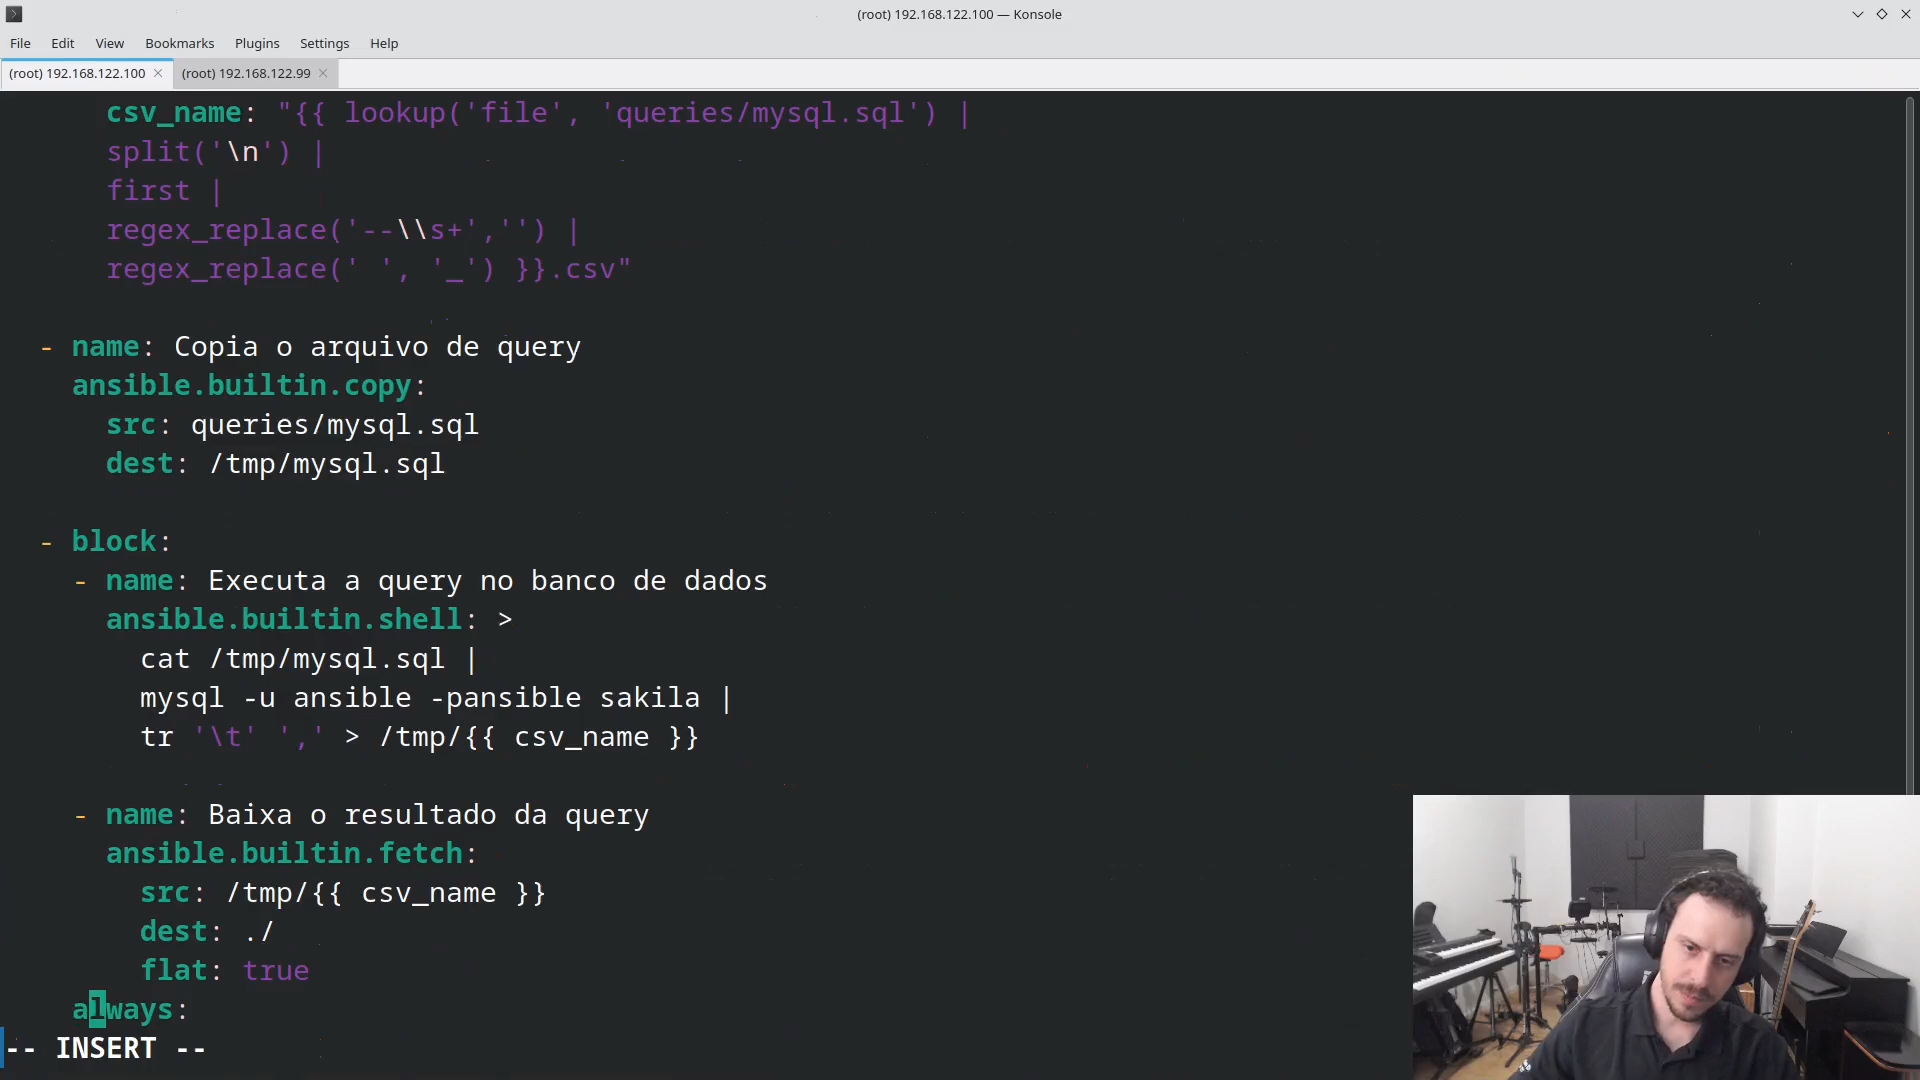 (root) 192.168.122.100 — Konsole
File Edit View Bookmarks Plugins Settings Help
(root) 192.168.122.100 (root) 192.168.122.99
csv_name: "{{ lookup('file', 'queries/mysql.sql') |
split('\n') |
first |
regex_replace('--\\s+','') |
regex_replace(' ', '_') }}.csv"
- name: Copia o arquivo de query
ansible.builtin.copy:
src: queries/mysql.sql
dest: /tmp/mysql.sql
- block:
- name: Executa a query no banco de dados
ansible.builtin.shell: >
cat /tmp/mysql.sql |
mysql -u ansible -pansible sakila |
tr '\t' ',' > /tmp/{{ csv_name }}
- name: Baixa o resultado da query
ansible.builtin.fetch:
src: /tmp/{{ csv_name }}
dest: ./
flat: true
always:
-- INSERT --